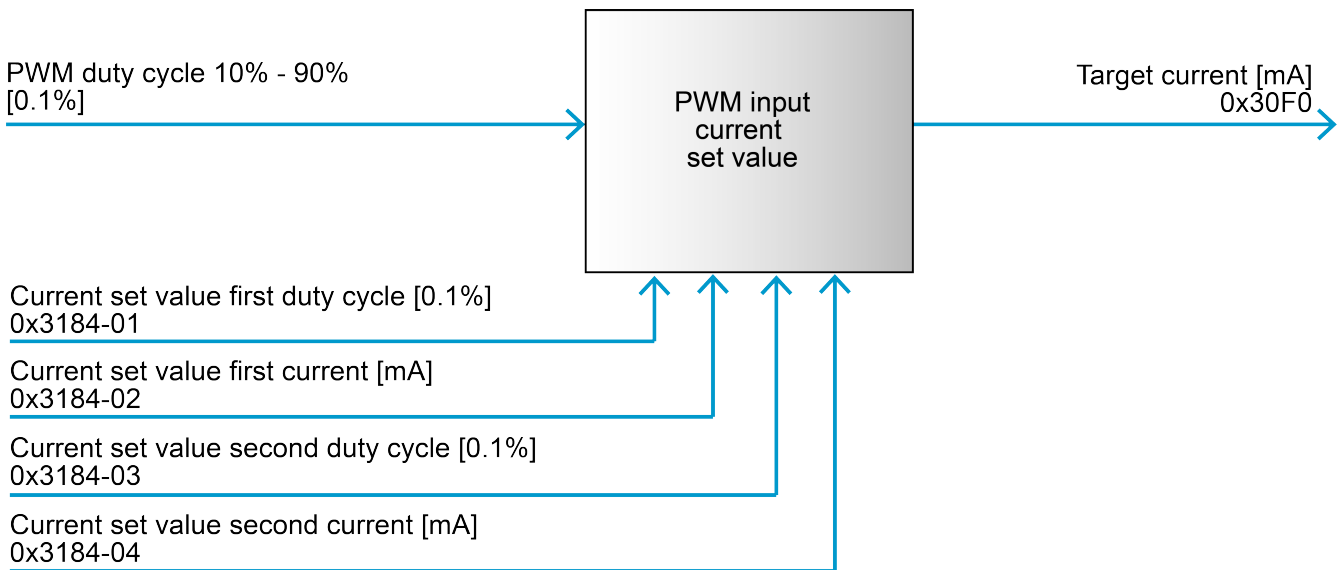 PWM duty cycle 10% - 90%
[0.1%]
PWM input
current
set value
Target current [mA]
0x30F0
Current set value first duty cycle [0.1%]
0x3184-01
Current set value first current [mA]
0x3184-02
Current set value second duty cycle [0.1%]
0x3184-03
Current set value second current [mA]
0x3184-04